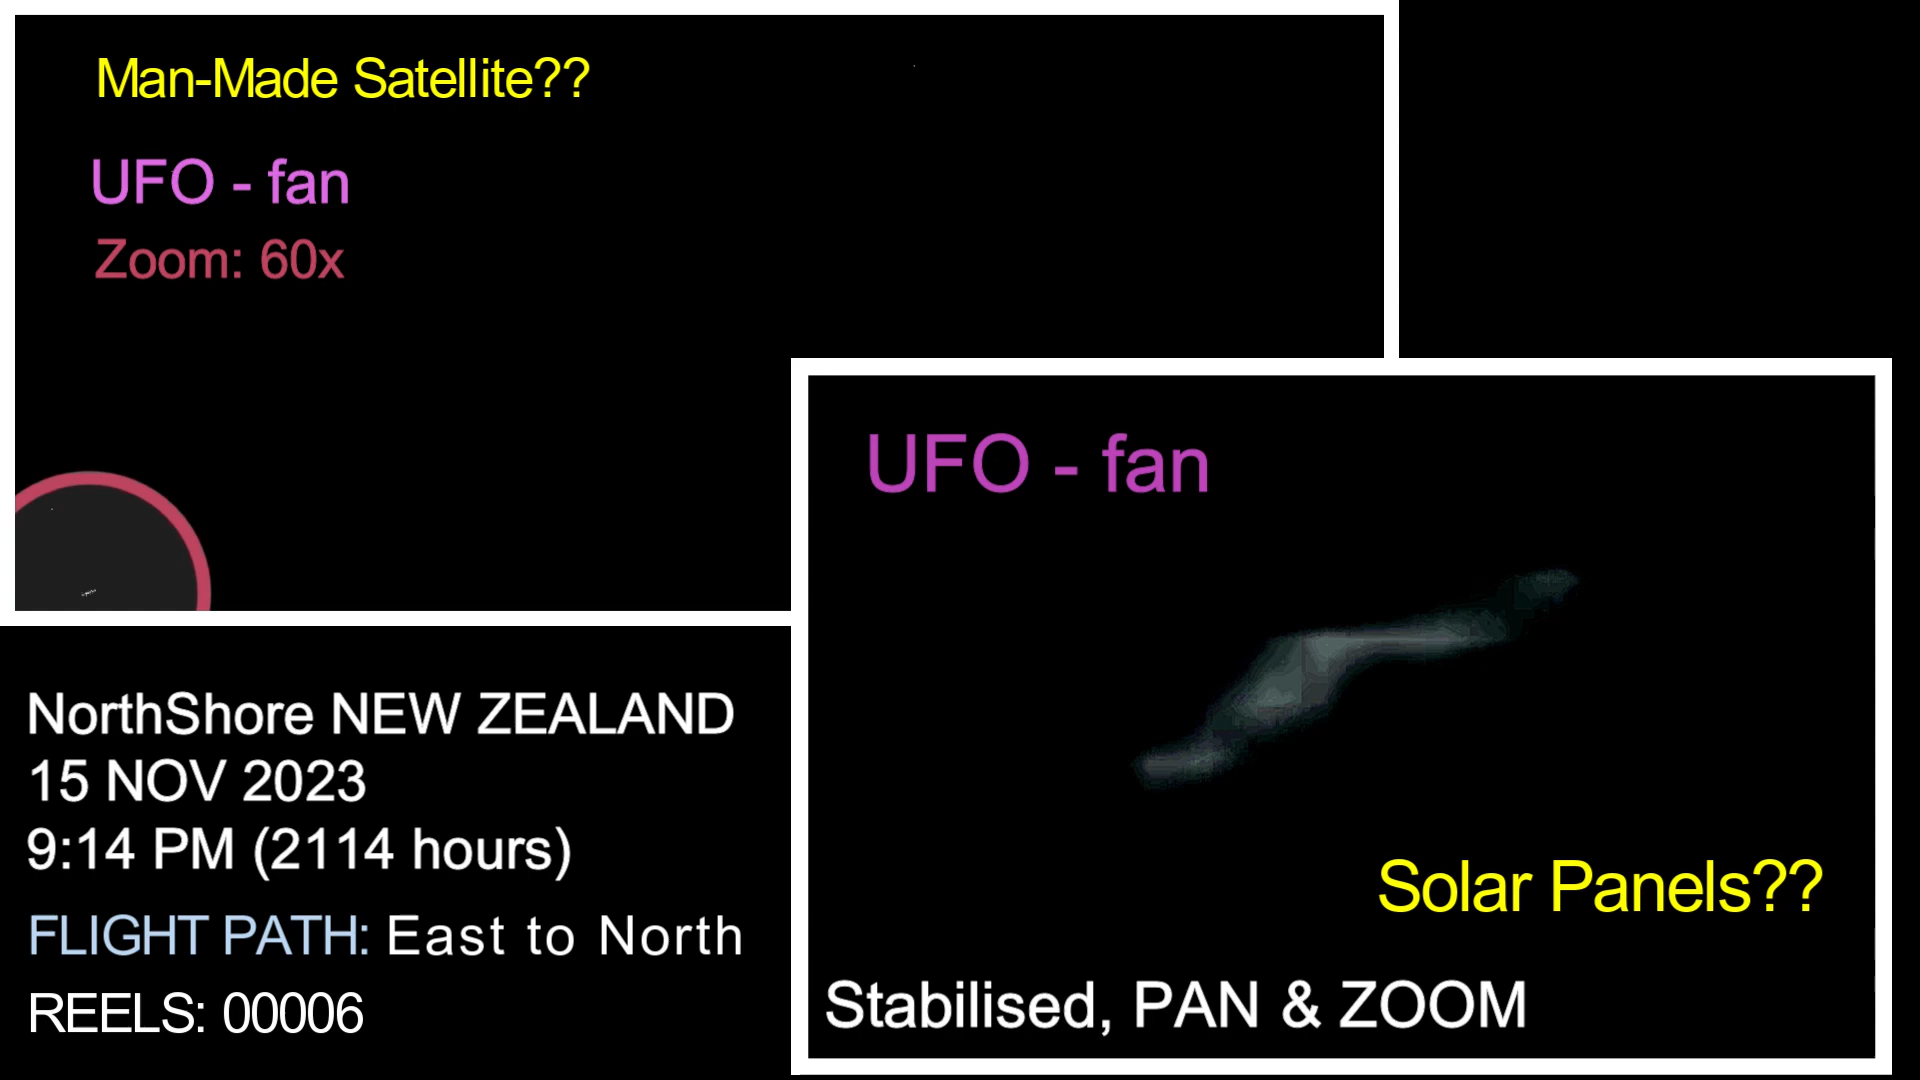 Man-Made Satellite??
UFO - fan
Zoom: 60x
UFO - fan
Solar Panels??
Stabilised, PAN & ZOOM
NorthShore NEW ZEALAND
15 NOV 2023
9:14 PM (2114 hours)
FLIGHT PATH: East to North
REELS: 00006